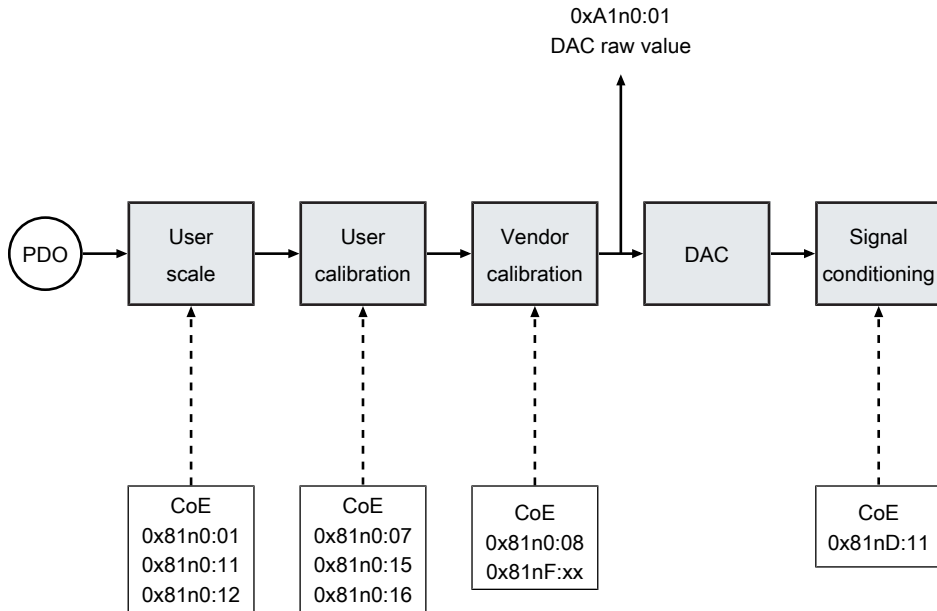 0xA1n0:01
DAC raw value
PDO
User
scale
User
calibration
Vendor
calibration
DAC
Signal
conditioning
CoE
0x81n0:01
0x81n0:11
0x81n0:12
CoE
0x81n0:07
0x81n0:15
0x81n0:16
CoE
0x81n0:08
0x81nF:xx
CoE
0x81nD:11